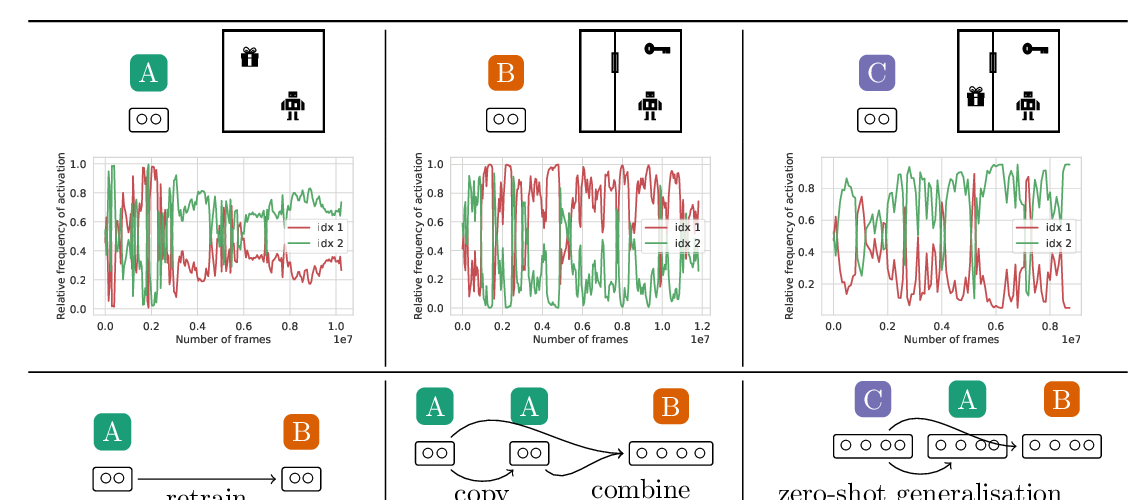 A
B
C
Relative frequency of activation
1.0
0.8
0.6
0.4
0.2
0.0
idx 1
idx 2
0.0 0.2 0.4 0.6 0.8 1.0
Number of frames
1e7
Relative frequency of activation
1.0
0.8
0.6
0.4
0.2
0.0
idx 1
idx 2
0.0 0.2 0.4 0.6 0.8 1.0 1.2
Number of frames
1e7
Relative frequency of activation
0.8
0.6
0.4
0.2
idx 1
idx 2
0.0 0.2 0.4 0.6 0.8
Number of frames
1e7
A B
retrain
A A B
copy combine
C A B
zero-shot generalisation